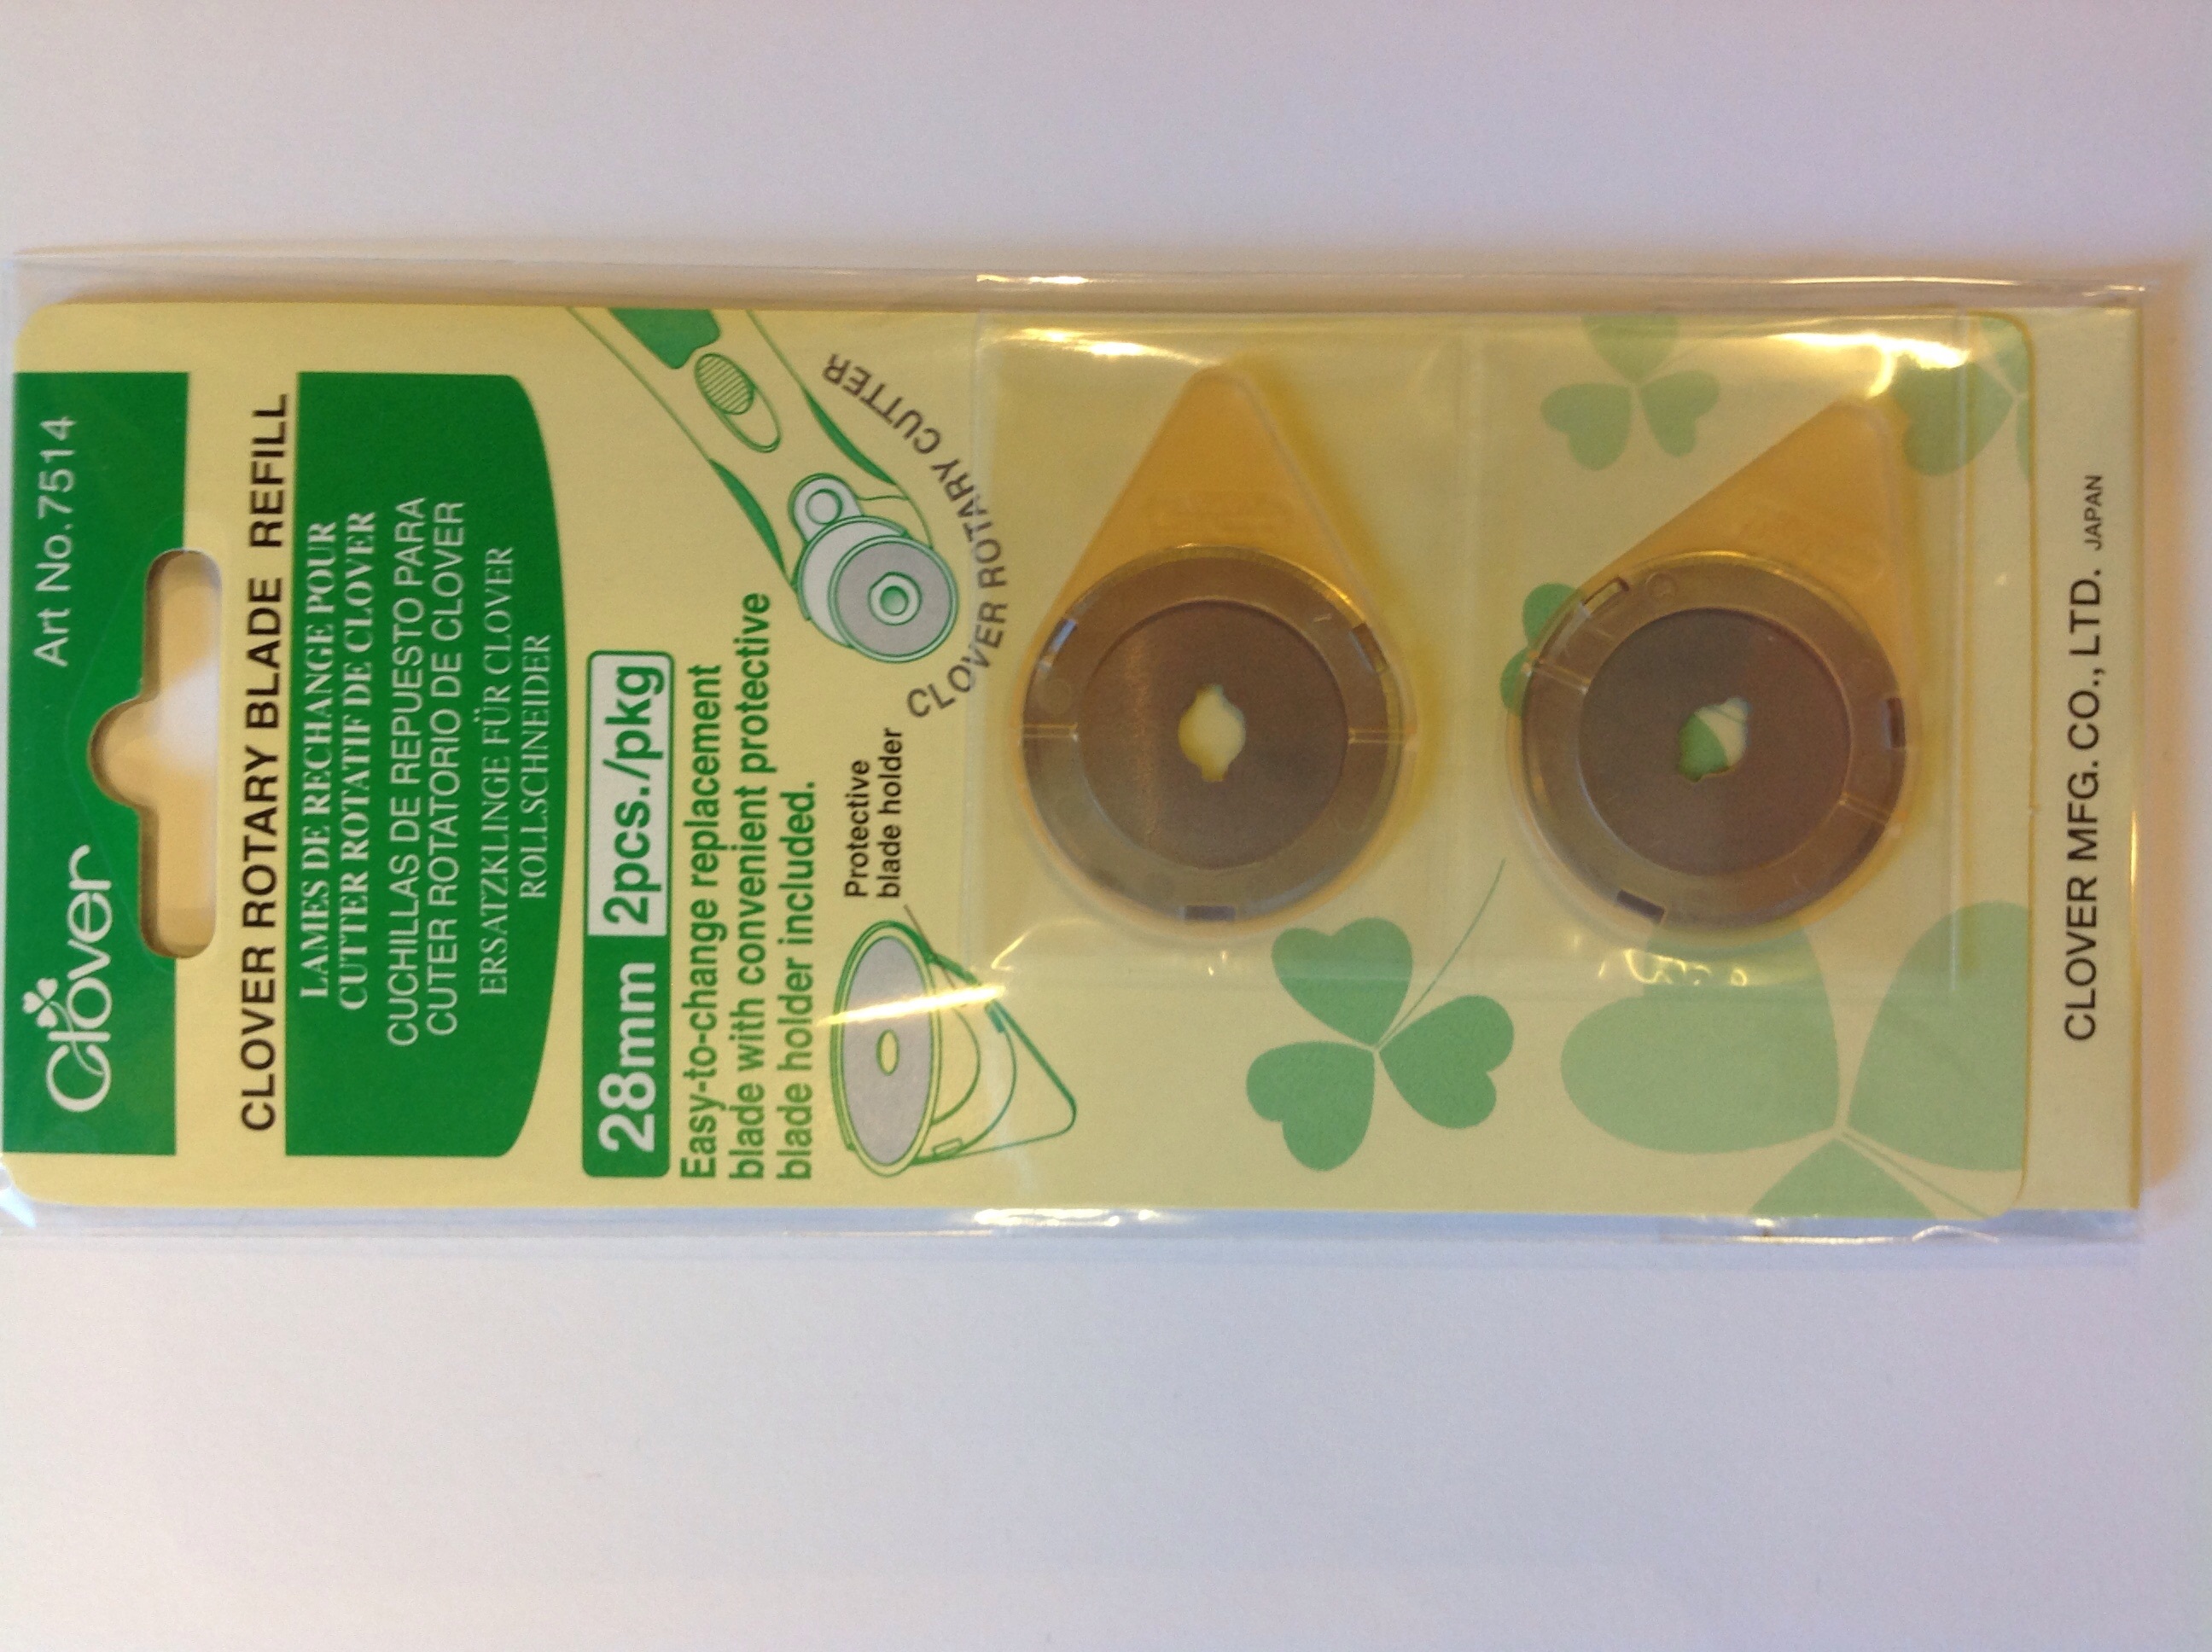 Clover Art No. 7514
CLOVER ROTARY BLADE REFILL
LAMES DE RECHANGE POUR
CUTTER ROTATIF DE CLOVER
CUCHILLAS DE REPUESTO PARA
CUTER ROTATORIO DE CLOVER
ERSATZKLINGE FÜR CLOVER
ROLLSCHNEIDER
28mm 2pcs./pkg
Easy-to-change replacement
blade with convenient protective
blade holder included.
Protective
blade holder
CLOVER ROTARY CUTTER
CLOVER MFG. CO., LTD. JAPAN